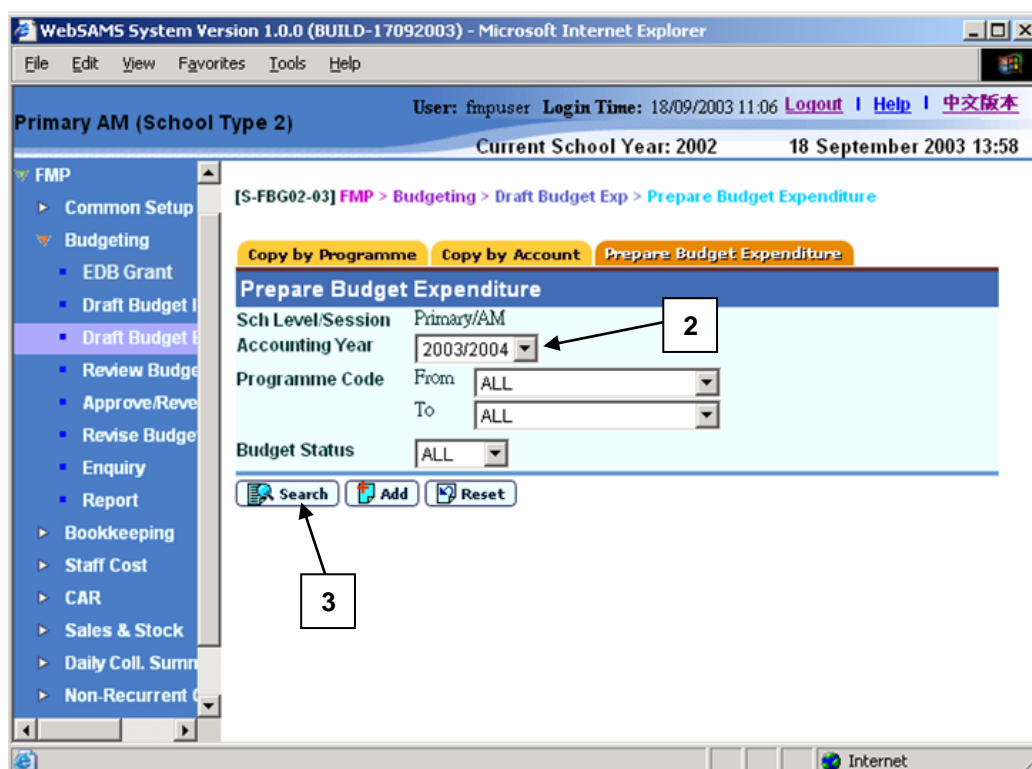 WebSAMS System Version 1.0.0 (BUILD-17092003) - Microsoft Internet Explorer
File Edit View Favorites Tools Help
User: fmpuser Login Time: 18/09/2003 11:06 Logout | Help | 中文版本
Primary AM (School Type 2)
Current School Year: 2002 18 September 2003 13:58
FMP
Common Setup
Budgeting
EDB Grant
Draft Budget I
Draft Budget E
Review Budge
Approve/Reve
Revise Budge
Enquiry
Report
Bookkeeping
Staff Cost
CAR
Sales & Stock
Daily Coll. Summ
Non-Recurrent
[S-FBG02-03] FMP > Budgeting > Draft Budget Exp > Prepare Budget Expenditure
Copy by Programme Copy by Account Prepare Budget Expenditure
Prepare Budget Expenditure
Sch Level/Session Primary/AM
Accounting Year 2003/2004
2
Programme Code From ALL
To ALL
Budget Status ALL
Search Add Reset
3
Internet